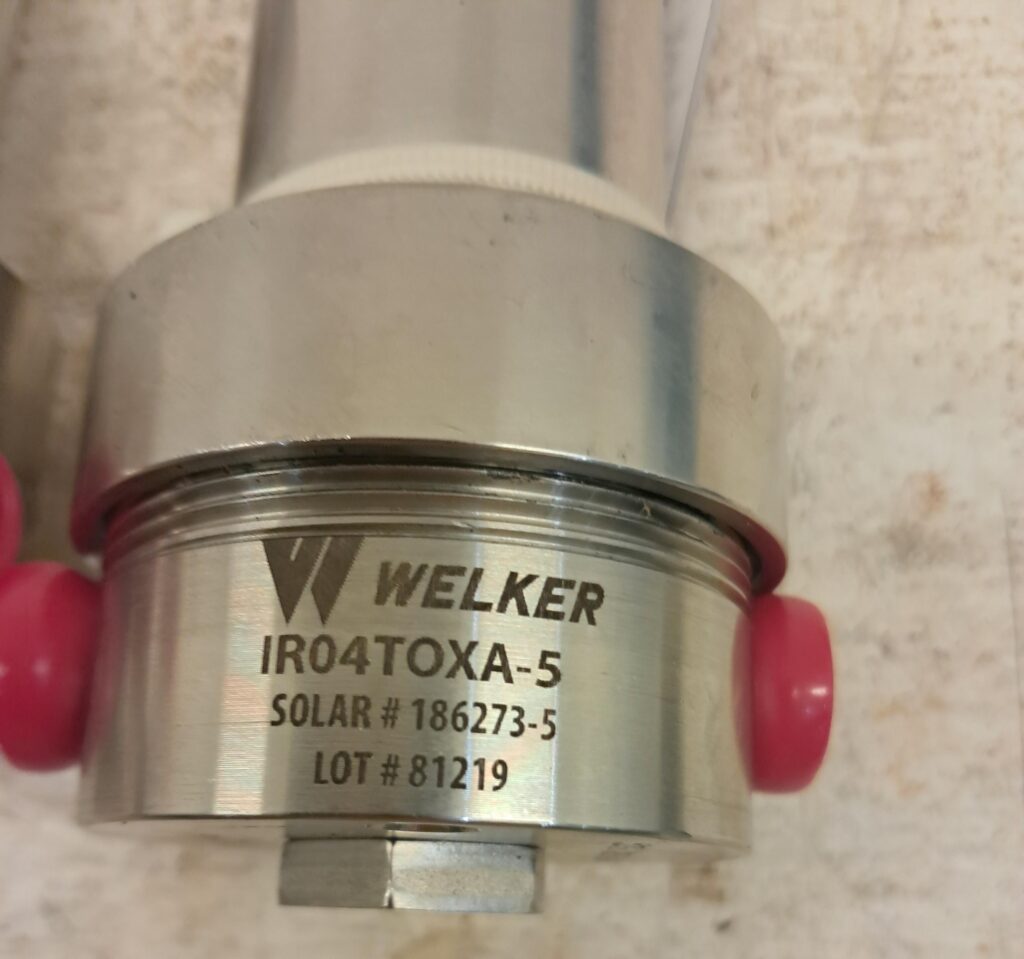 WELKER
IR04TOXA-5
SOLAR # 186273-5
LOT # 81219